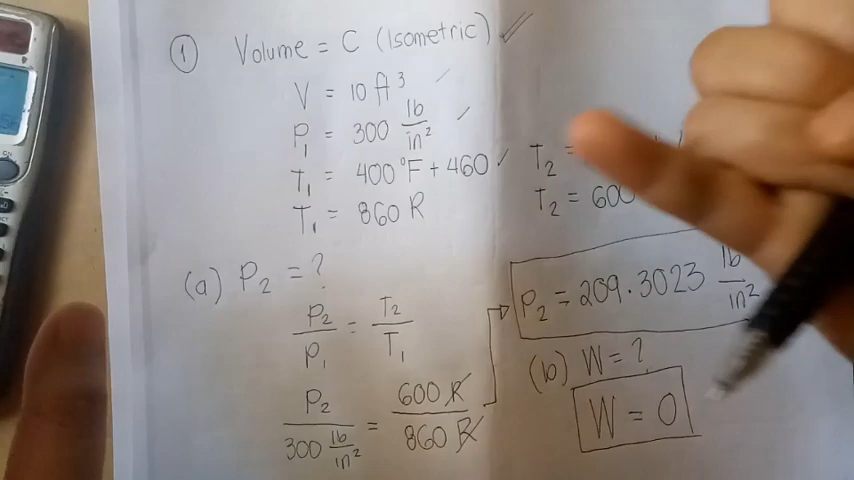 ① Volume = C (Isometric) ✓
V = 10 ft³ ✓
P₁ = 300 lb/in² ✓
T₁ = 400°F + 460 ✓
T₁ = 860 R
T₂ =
T₂ = 600
(a) P₂ = ?
P₂/P₁ = T₂/T₁
P₂/300 lb/in² = 600 R/860 R
P₂ = 209.3023 lb/in²
(b) W = ?
W = 0